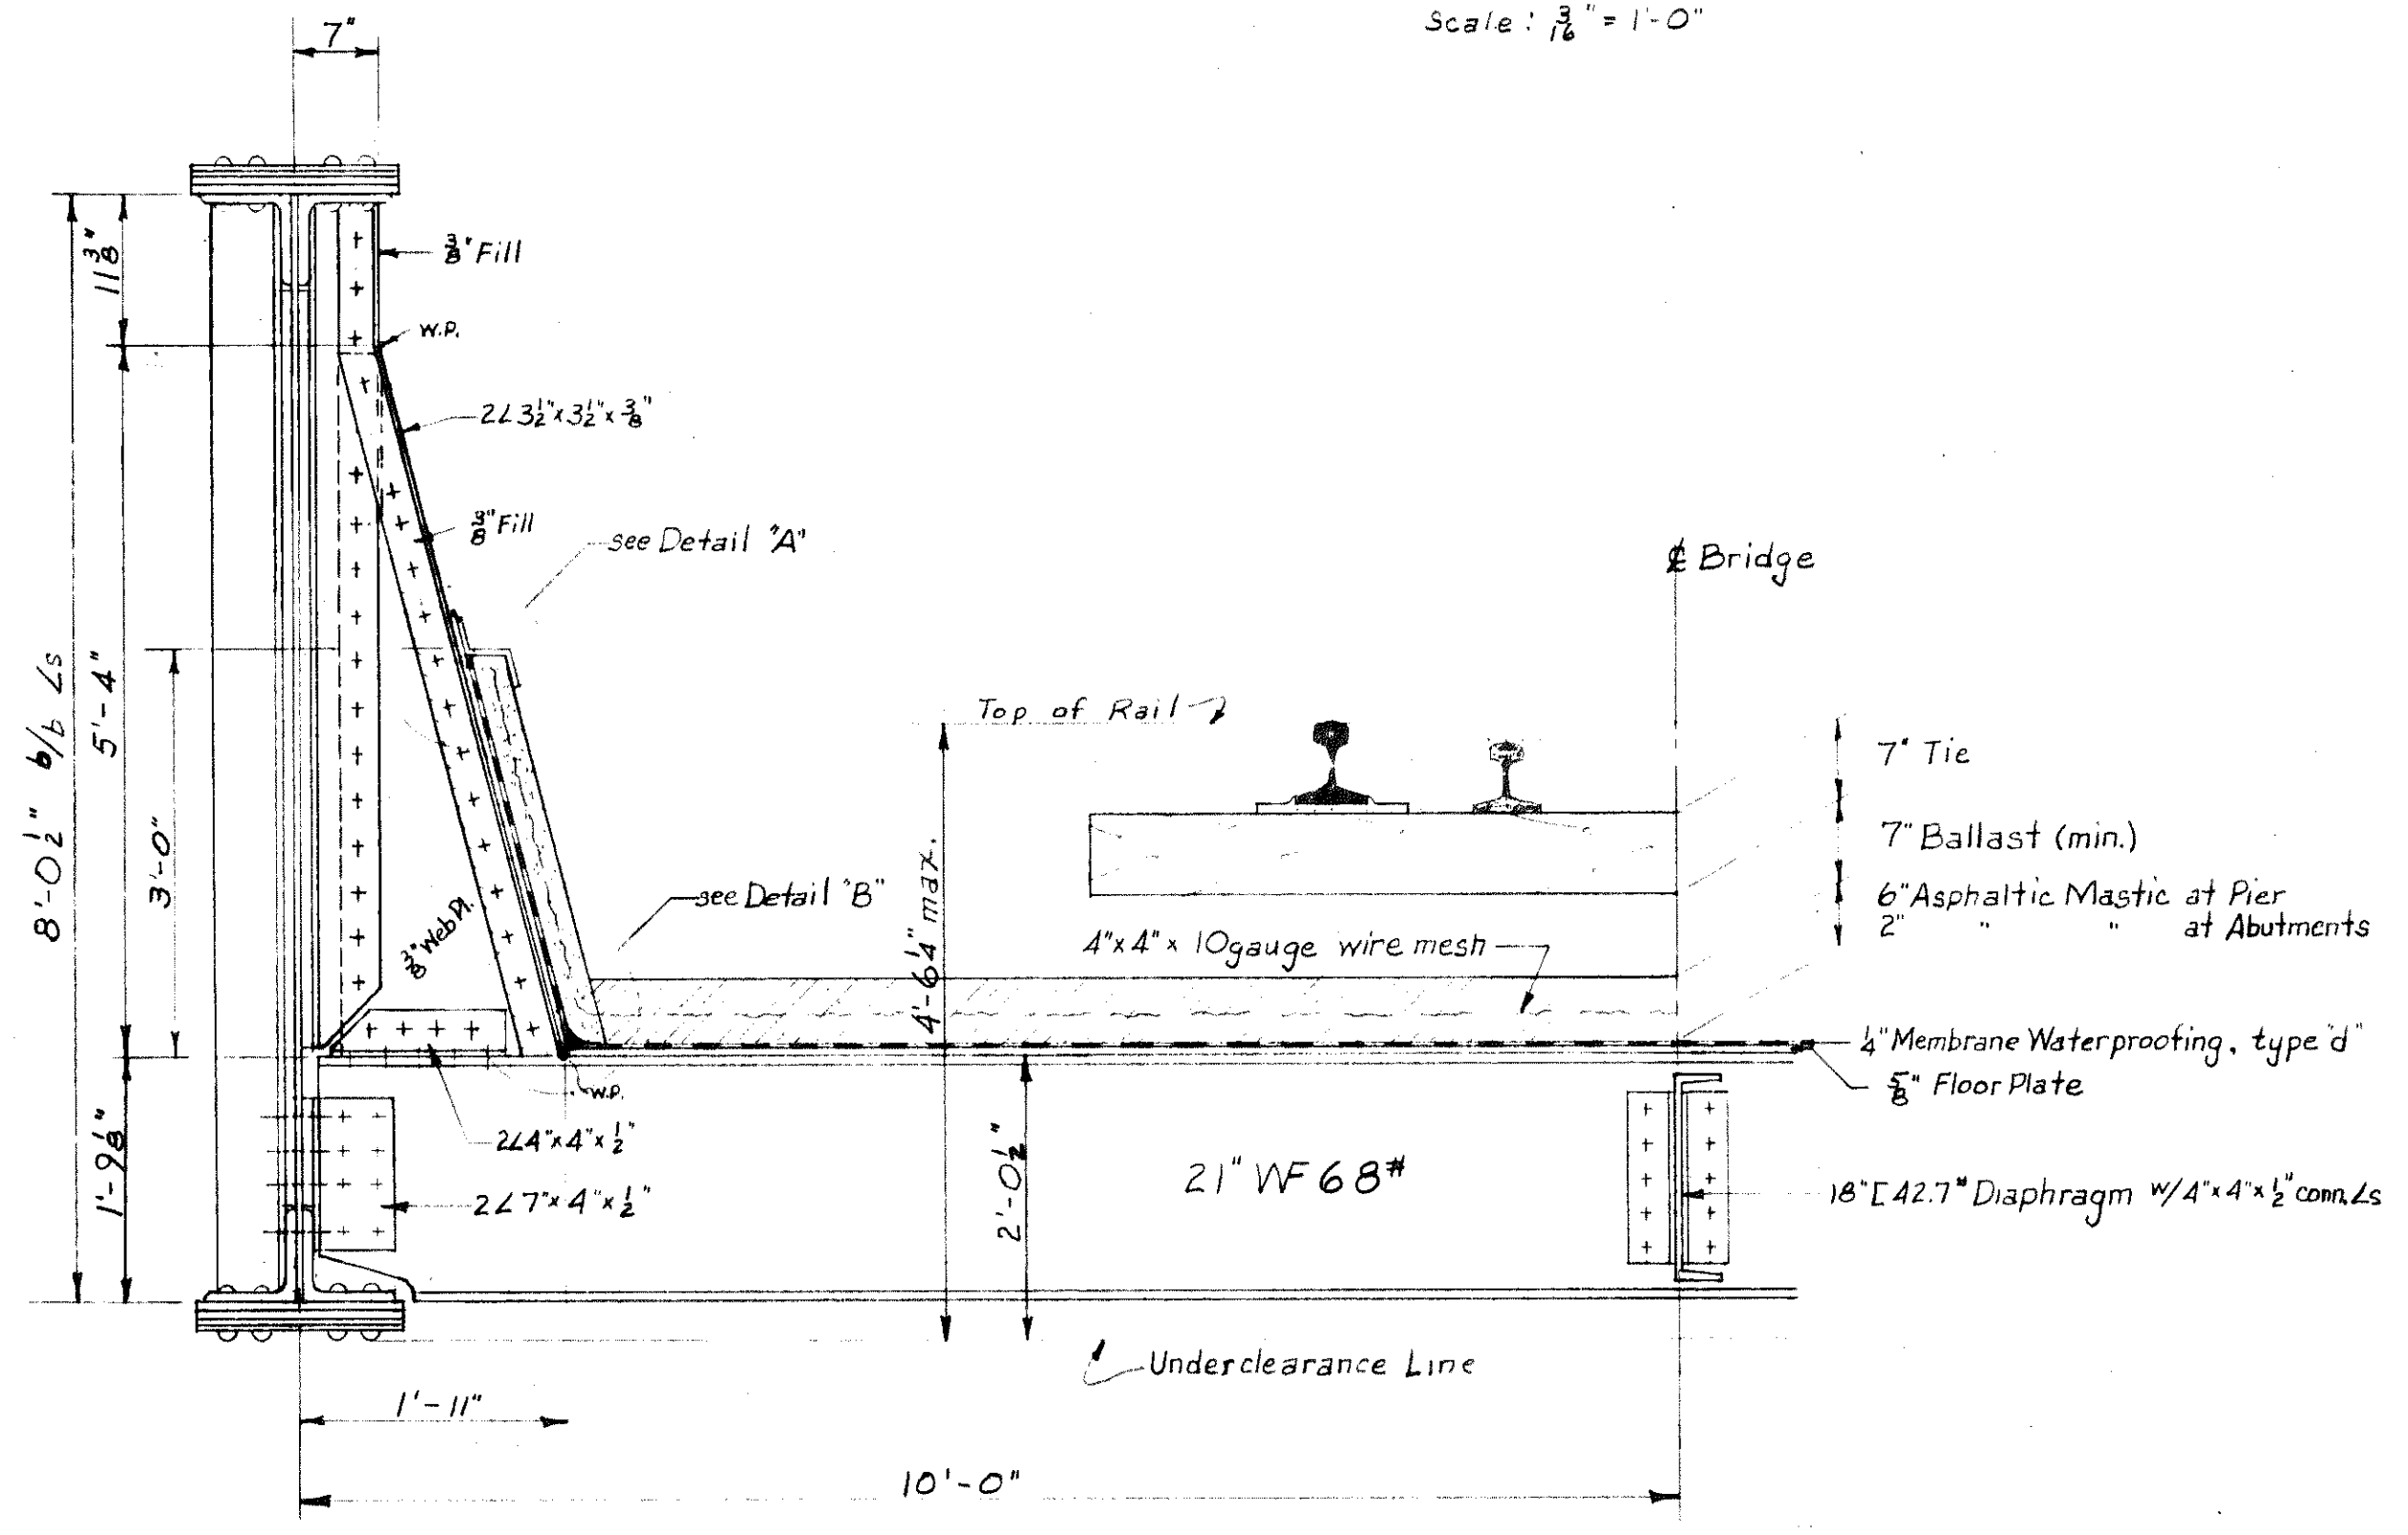 Scale: 3/16" = 1'-0"
7"
11 3/8"
3/8" Fill
W.P.
2∠3 1/2"x3 1/2"x 3/8"
3/8" Fill
see Detail "A"
℄ Bridge
8'-0 1/2" b/b ∠s
5'-4"
3'-0"
Top of Rail
7" Tie
7" Ballast (min.)
see Detail "B"
4'-6 1/4" max.
6" Asphaltic Mastic at Pier
2" " " at Abutments
3/8" Web Pl.
4"x4"x 10gauge wire mesh
1/4" Membrane Waterproofing, type "d"
5/8" Floor Plate
W.P.
1'-9 1/8"
2∠4"x4"x 1/2"
2∠7"x4"x 1/2"
2'-0 1/2"
21" WF 68#
18" [ 42.7# Diaphragm w/4"x4"x 1/2" conn. ∠s
Underclearance Line
1'-11"
10'-0"